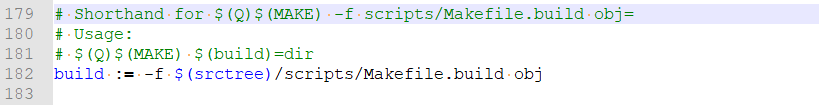 179 # Shorthand for $(Q)$(MAKE) -f scripts/Makefile.build obj=
180 # Usage:
181 # $(Q)$(MAKE) $(build)=dir
182 build := -f $(srctree)/scripts/Makefile.build obj
183